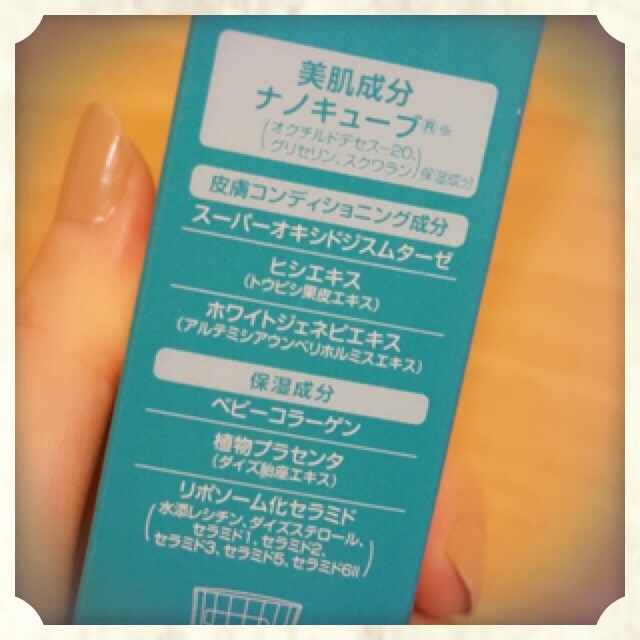 美肌成分
ナノキューブ®※
(オクチルドデセス-20、
グリセリン、スクワラン)保湿成分
皮膚コンディショニング成分
スーパーオキシドジスムターゼ
ヒシエキス
(トウビシ果皮エキス)
ホワイトジェネピエキス
(アルテミシアウンベリホルミスエキス)
保湿成分
ベビーコラーゲン
植物プラセンタ
(ダイズ胎座エキス)
リポソーム化セラミド
(水添レシチン、ダイズステロール、
セラミド1、セラミド2、
セラミド3、セラミド5、セラミド6II)